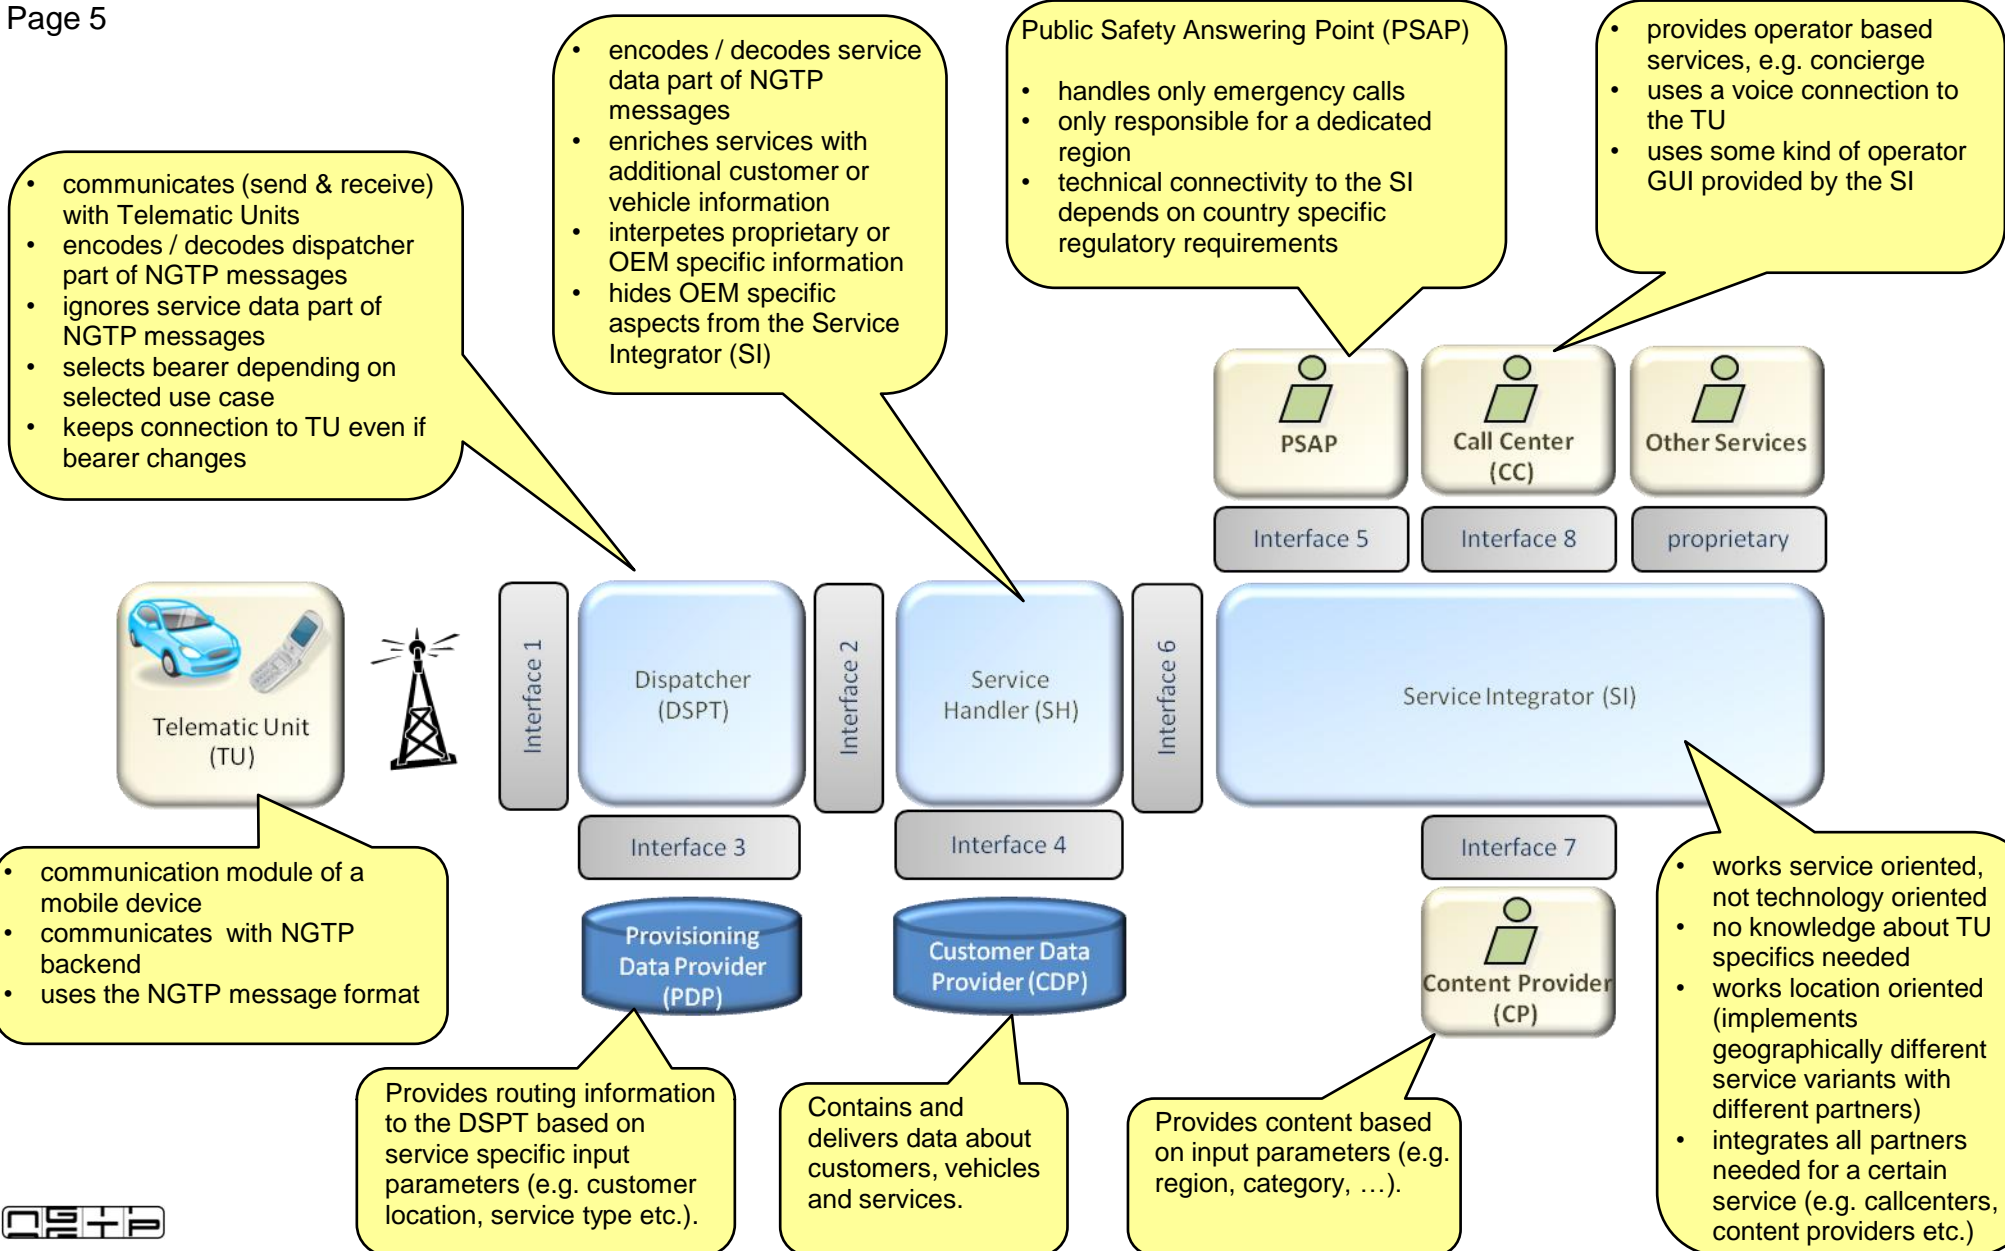 Page 5
• communicates (send & receive)
with Telematic Units
• encodes / decodes dispatcher
part of NGTP messages
• ignores service data part of
NGTP messages
• selects bearer depending on
selected use case
• keeps connection to TU even if
bearer changes
• encodes / decodes service
data part of NGTP
messages
• enriches services with
additional customer or
vehicle information
• interpetes proprietary or
OEM specific information
• hides OEM specific
aspects from the Service
Integrator (SI)
Public Safety Answering Point (PSAP)
• handles only emergency calls
• only responsible for a dedicated
region
• technical connectivity to the SI
depends on country specific
regulatory requirements
• provides operator based
services, e.g. concierge
• uses a voice connection to
the TU
• uses some kind of operator
GUI provided by the SI
PSAP
Call Center
(CC)
Other Services
Interface 5
Interface 8
proprietary
Telematic Unit
(TU)
Interface 1
Dispatcher
(DSPT)
Interface 2
Service
Handler (SH)
Interface 6
Service Integrator (SI)
Interface 3
Interface 4
Interface 7
Provisioning
Data Provider
(PDP)
Customer Data
Provider (CDP)
Content Provider
(CP)
• communication module of a
mobile device
• communicates with NGTP
backend
• uses the NGTP message format
Provides routing information
to the DSPT based on
service specific input
parameters (e.g. customer
location, service type etc.).
Contains and
delivers data about
customers, vehicles
and services.
Provides content based
on input parameters (e.g.
region, category, …).
• works service oriented,
not technology oriented
• no knowledge about TU
specifics needed
• works location oriented
(implements
geographically different
service variants with
different partners)
• integrates all partners
needed for a certain
service (e.g. callcenters,
content providers etc.)
NGTP